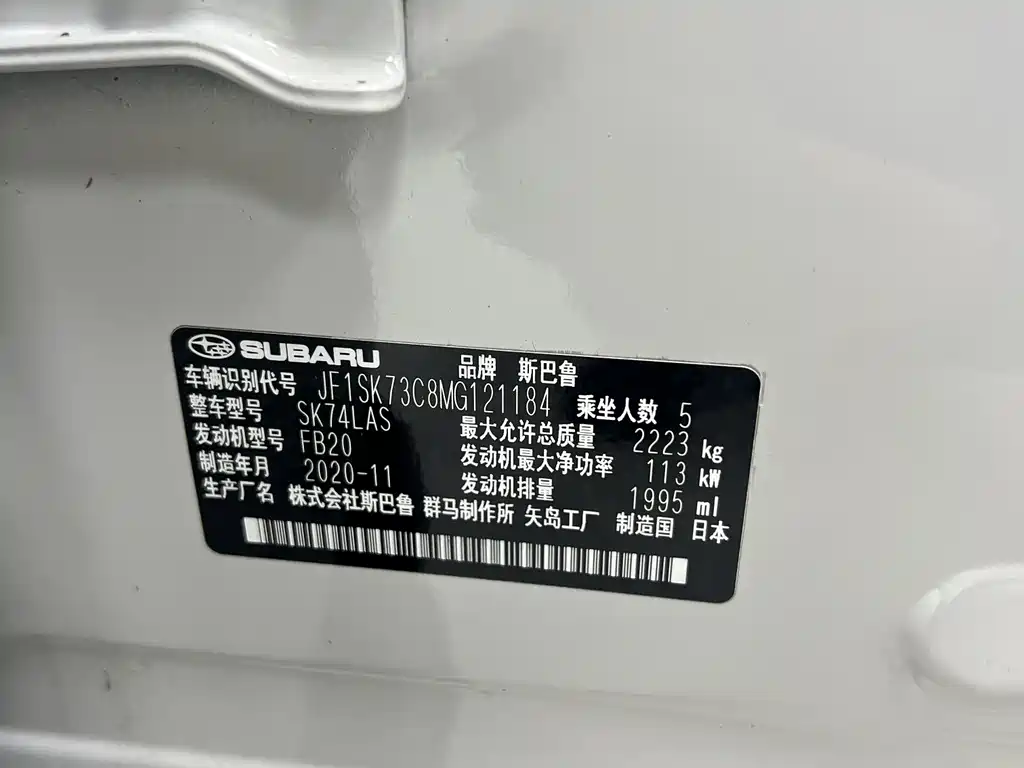 SUBARU 品牌 斯巴鲁
车辆识别代号 JF1SK73C8MG121184 乘坐人数 5
整车型号 SK74LAS 最大允许总质量 2223 kg
发动机型号 FB20 发动机最大净功率 113 kW
制造年月 2020-11 发动机排量 1995 ml
生产厂名 株式会社斯巴鲁 群马制作所 矢岛工厂 制造国 日本